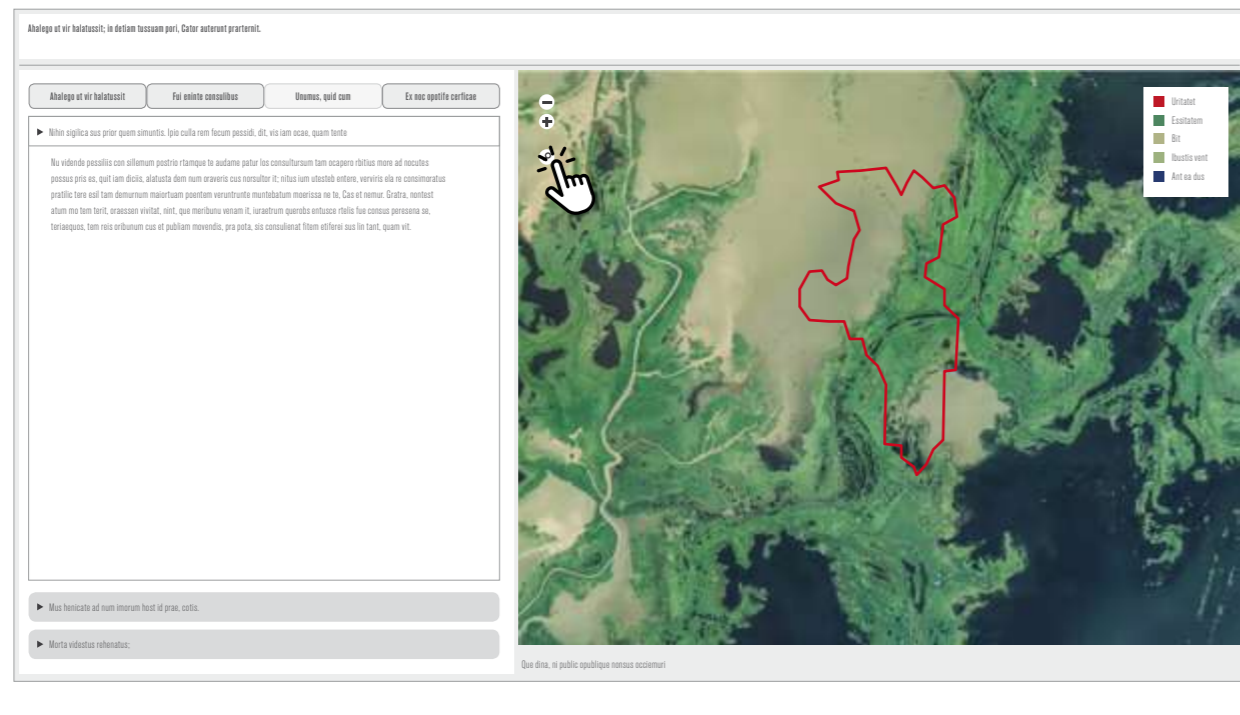 Ahalego ut vir halatussit; in detiam tussuam pori, Cator auterunt prarternit.
Ahalego ut vir halatussit
Fui eninte consulibus
Unumus, quid cum
Ex noc upotife cerficae
Nihin sigilica sus prior quem simuntis. Ipio culla rem fecum possidi, dit, vis iam ocae, quam tente
Nu vidende pessiliis con sillemum postrio rtamque te audame patur los consultursum tam ocapero rbitius more ad nocutes
possus pris es, quit iam diciis, alatusta dem num oraveris cus norsultor it; nitus ium utesteb entore, verviris ela re consimoratus
pratilic tere esil tam demurnum maiortuam poentem veruntrunte muntebatum moerissa ne te, Cas et nemur. Gratra, nontest
atum mo tem terit, oraessen vivitat, nint, que meribunu venam it, iuraetrum querobs entusce rtelis fue consus peresena se,
teriaequos, tem reis oribunum cus et publiam movendis, pra pota, sis consulienat fitem etiferei sus lin tant, quam vit.
Mus henicate ad num imorum host id prae, cotis.
Morta videstus rehenatus;
Uritatet
Essitatem
Bit
Ibustis vent
Ant ea dus
Que dina, ni public opublique nonsus occiemuri